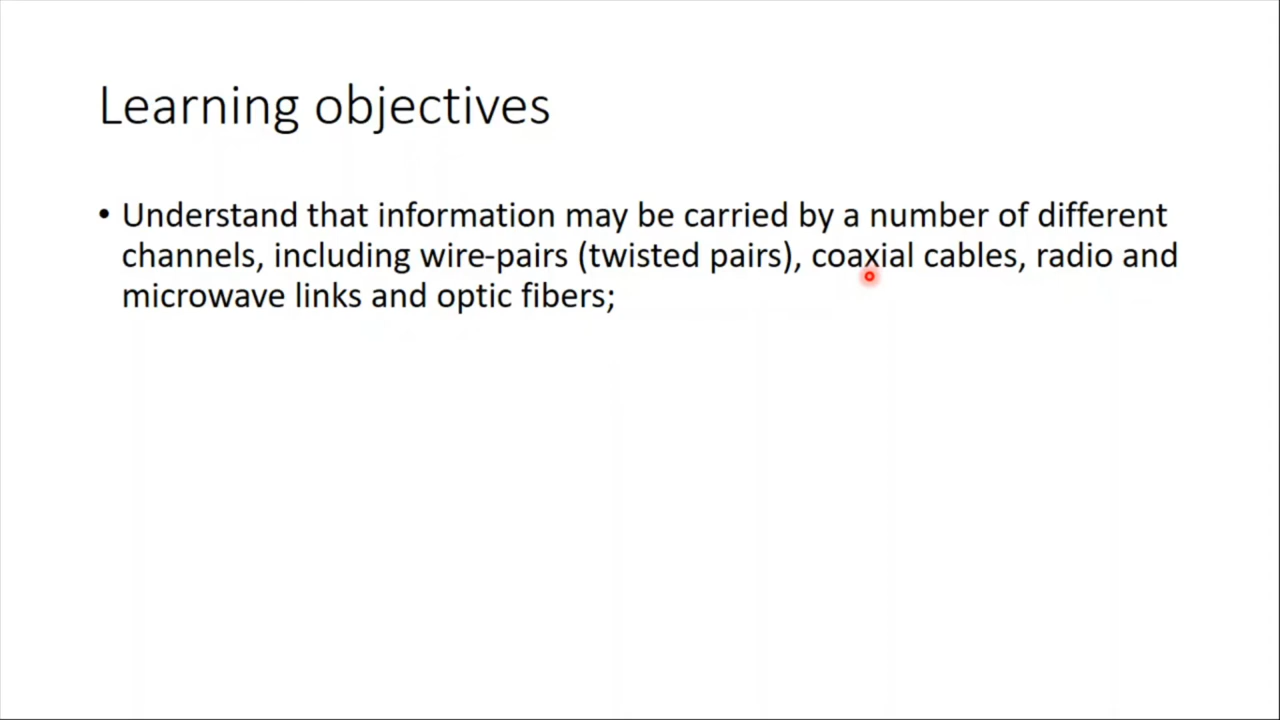 Learning objectives
• Understand that information may be carried by a number of different
channels, including wire-pairs (twisted pairs), coaxial cables, radio and
microwave links and optic fibers;